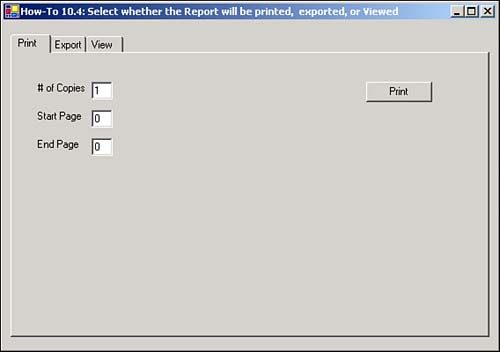 How-To 10.4: Select whether the Report will be printed, exported, or Viewed
Print Export View
# of Copies 1 Print
Start Page 0
End Page 0